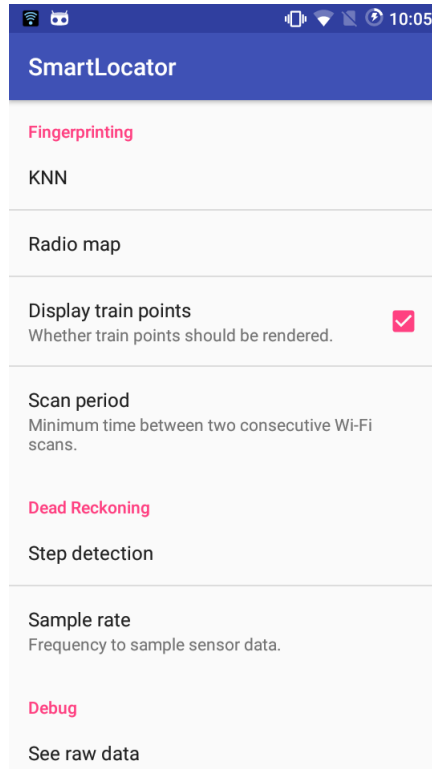 10:05
SmartLocator
Fingerprinting
KNN
Radio map
Display train points
Whether train points should be rendered.
Scan period
Minimum time between two consecutive Wi-Fi
scans.
Dead Reckoning
Step detection
Sample rate
Frequency to sample sensor data.
Debug
See raw data